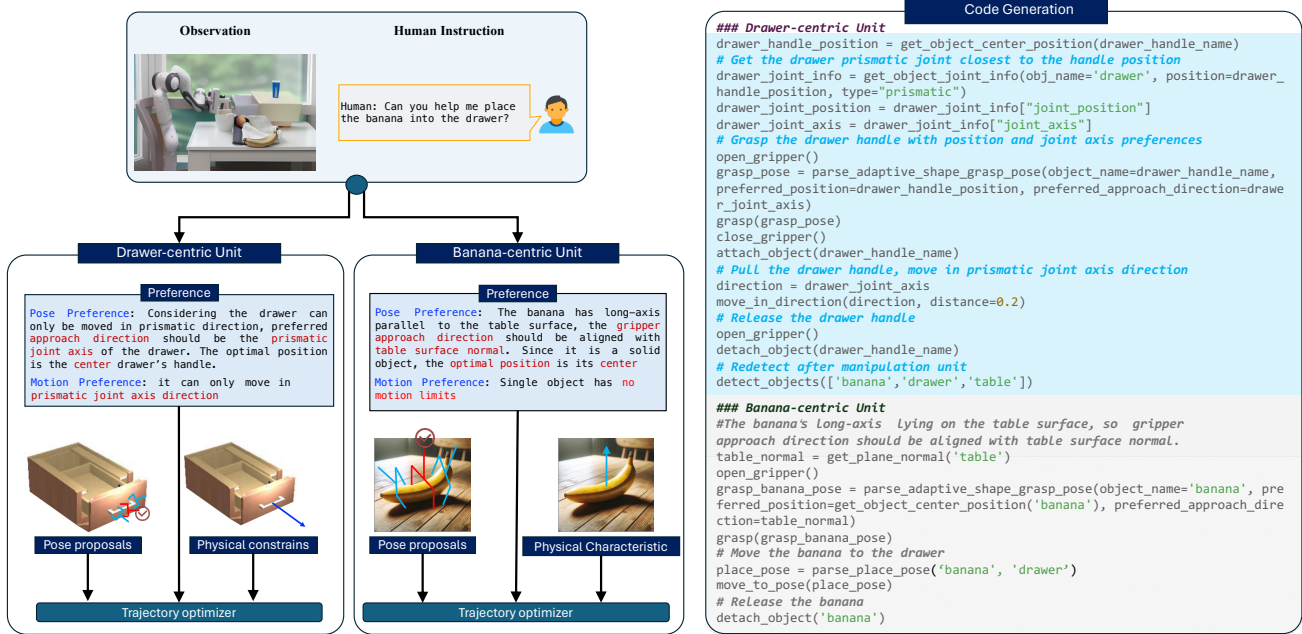 Observation
Human Instruction
Human: Can you help me place
the banana into the drawer?
Drawer-centric Unit
Preference
Pose Preference: Considering the drawer can
only be moved in prismatic direction, preferred
approach direction should be the prismatic
joint axis of the drawer. The optimal position
is the center drawer's handle.
Motion Preference: it can only move in
prismatic joint axis direction
Pose proposals
Physical constrains
Trajectory optimizer
Banana-centric Unit
Preference
Pose Preference: The banana has long-axis
parallel to the table surface, the gripper
approach direction should be aligned with
table surface normal. Since it is a solid
object, the optimal position is its center
Motion Preference: Single object has no
motion limits
Pose proposals
Physical Characteristic
Trajectory optimizer
Code Generation
### Drawer-centric Unit
drawer_handle_position = get_object_center_position(drawer_handle_name)
# Get the drawer prismatic joint closest to the handle position
drawer_joint_info = get_object_joint_info(obj_name='drawer', position=drawer_
handle_position, type="prismatic")
drawer_joint_position = drawer_joint_info["joint_position"]
drawer_joint_axis = drawer_joint_info["joint_axis"]
# Grasp the drawer handle with position and joint axis preferences
open_gripper()
grasp_pose = parse_adaptive_shape_grasp_pose(object_name=drawer_handle_name,
preferred_position=drawer_handle_position, preferred_approach_direction=drawe
r_joint_axis)
grasp(grasp_pose)
close_gripper()
attach_object(drawer_handle_name)
# Pull the drawer handle, move in prismatic joint axis direction
direction = drawer_joint_axis
move_in_direction(direction, distance=0.2)
# Release the drawer handle
open_gripper()
detach_object(drawer_handle_name)
# Redetect after manipulation unit
detect_objects(['banana','drawer','table'])
### Banana-centric Unit
#The banana's long-axis lying on the table surface, so gripper
approach direction should be aligned with table surface normal.
table_normal = get_plane_normal('table')
open_gripper()
grasp_banana_pose = parse_adaptive_shape_grasp_pose(object_name='banana', pre
ferred_position=get_object_center_position('banana'), preferred_approach_dire
ction=table_normal)
grasp(grasp_banana_pose)
# Move the banana to the drawer
place_pose = parse_place_pose(‘banana', 'drawer’)
move_to_pose(place_pose)
# Release the banana
detach_object('banana')